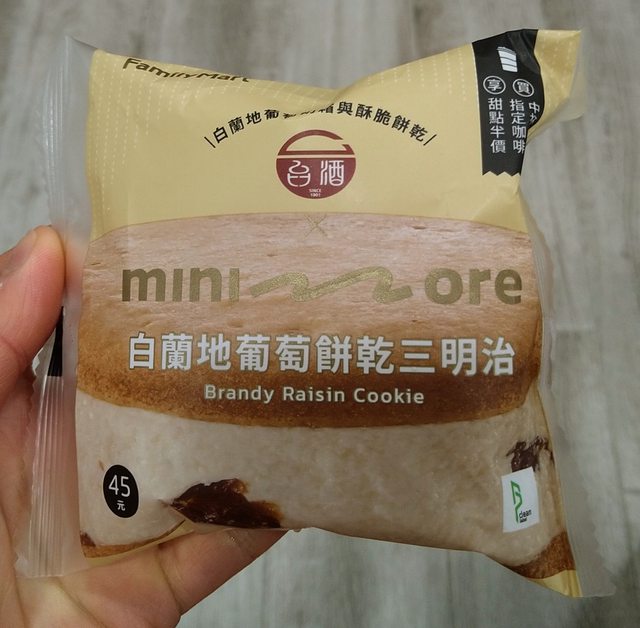 FamilyMart
買 中
指定咖啡
享
甜點半價
\白蘭地葡萄 與酥脆餅乾/
台酒
SINCE
1901
×
mini more
白蘭地葡萄餅乾三明治
Brandy Raisin Cookie
45
元
clean
label